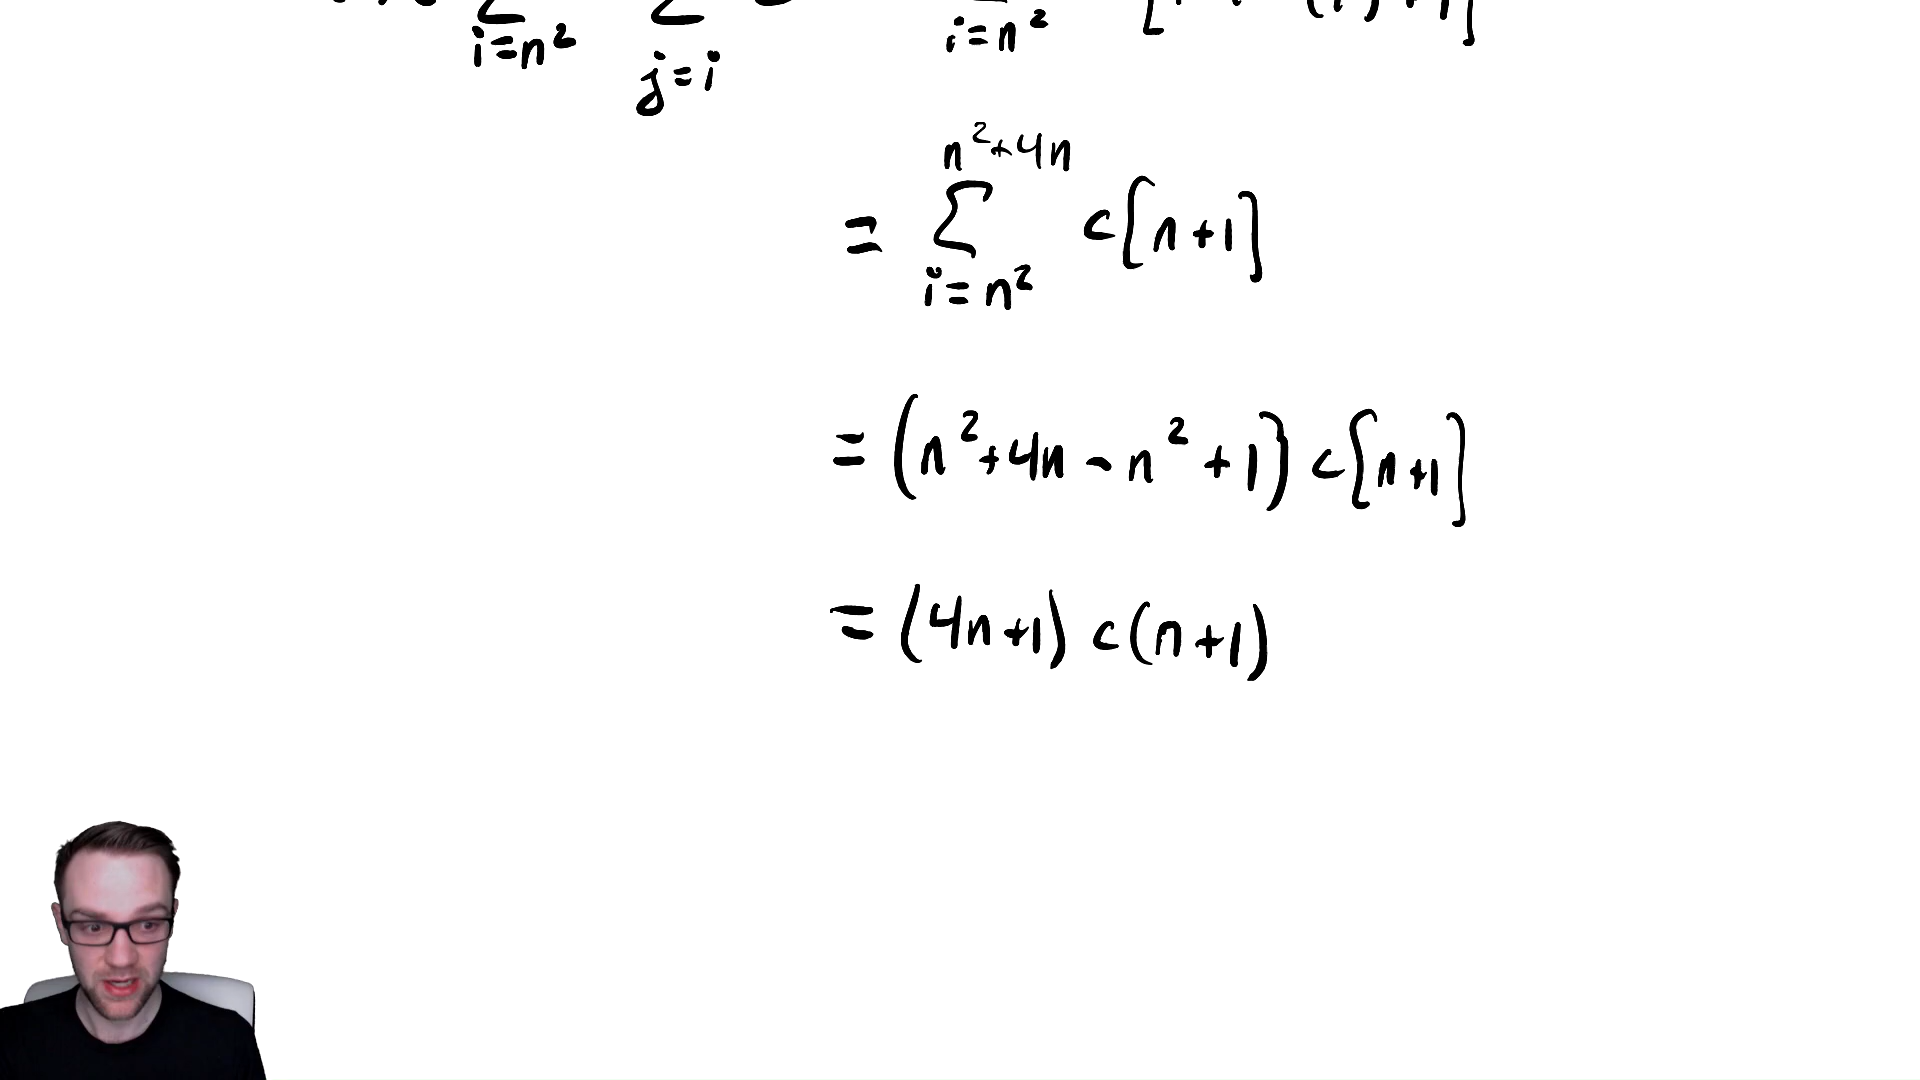 i=n² j=i i=n²
n²+4n
= Σ c[n+1]
i=n²
= (n²+4n-n²+1) c[n+1]
= (4n+1) c(n+1)